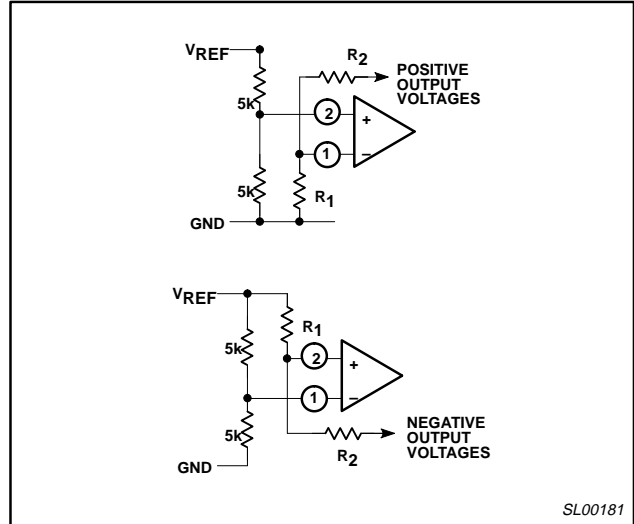 VREF
R2
POSITIVE
OUTPUT
VOLTAGES
5k
2
+
1
−
5k
R1
GND
VREF
R1
5k
2
+
1
−
5k
NEGATIVE
OUTPUT
VOLTAGES
R2
GND
SL00181